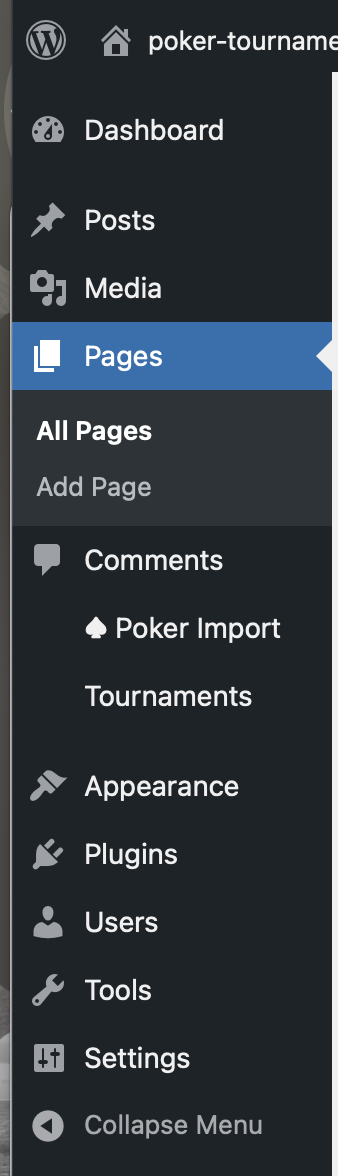 poker-tourname
Dashboard
Posts
Media
Pages
All Pages
Add Page
Comments
♠ Poker Import
Tournaments
Appearance
Plugins
Users
Tools
Settings
Collapse Menu